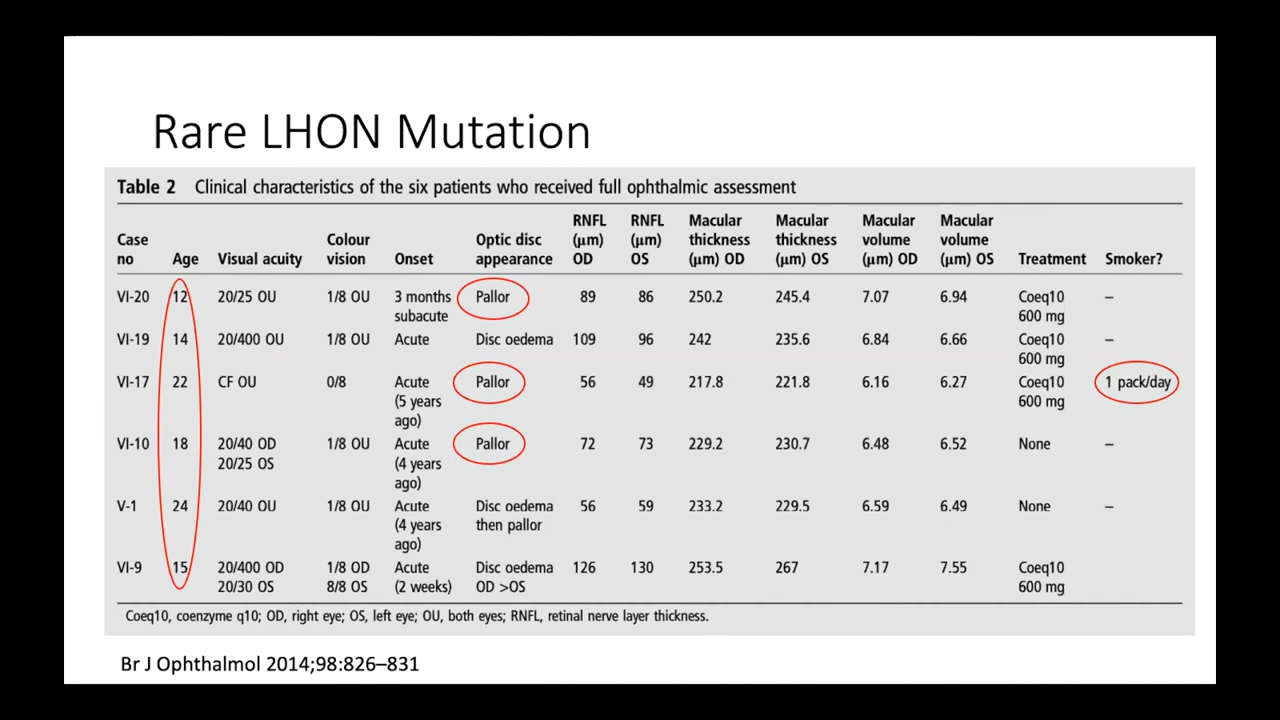 Rare LHON Mutation
Table 2 Clinical characteristics of the six patients who received full ophthalmic assessment
Case no Age Visual acuity Colour vision Onset Optic disc appearance RNFL (μm) OD RNFL (μm) OS Macular thickness (μm) OD Macular thickness (μm) OS Macular volume (μm) OD Macular volume (μm) OS Treatment Smoker?
VI-20 12 20/25 OU 1/8 OU 3 months subacute Pallor 89 86 250.2 245.4 7.07 6.94 Coeq10 600 mg –
VI-19 14 20/400 OU 1/8 OU Acute Disc oedema 109 96 242 235.6 6.84 6.66 Coeq10 600 mg –
VI-17 22 CF OU 0/8 Acute (5 years ago) Pallor 56 49 217.8 221.8 6.16 6.27 Coeq10 600 mg 1 pack/day
VI-10 18 20/40 OD 20/25 OS 1/8 OU Acute (4 years ago) Pallor 72 73 229.2 230.7 6.48 6.52 None –
V-1 24 20/40 OU 1/8 OU Acute (4 years ago) Disc oedema then pallor 56 59 233.2 229.5 6.59 6.49 None –
VI-9 15 20/400 OD 20/30 OS 1/8 OD 8/8 OS Acute (2 weeks) Disc oedema OD >OS 126 130 253.5 267 7.17 7.55 Coeq10 600 mg
Coeq10, coenzyme q10; OD, right eye; OS, left eye; OU, both eyes; RNFL, retinal nerve layer thickness.
Br J Ophthalmol 2014;98:826–831